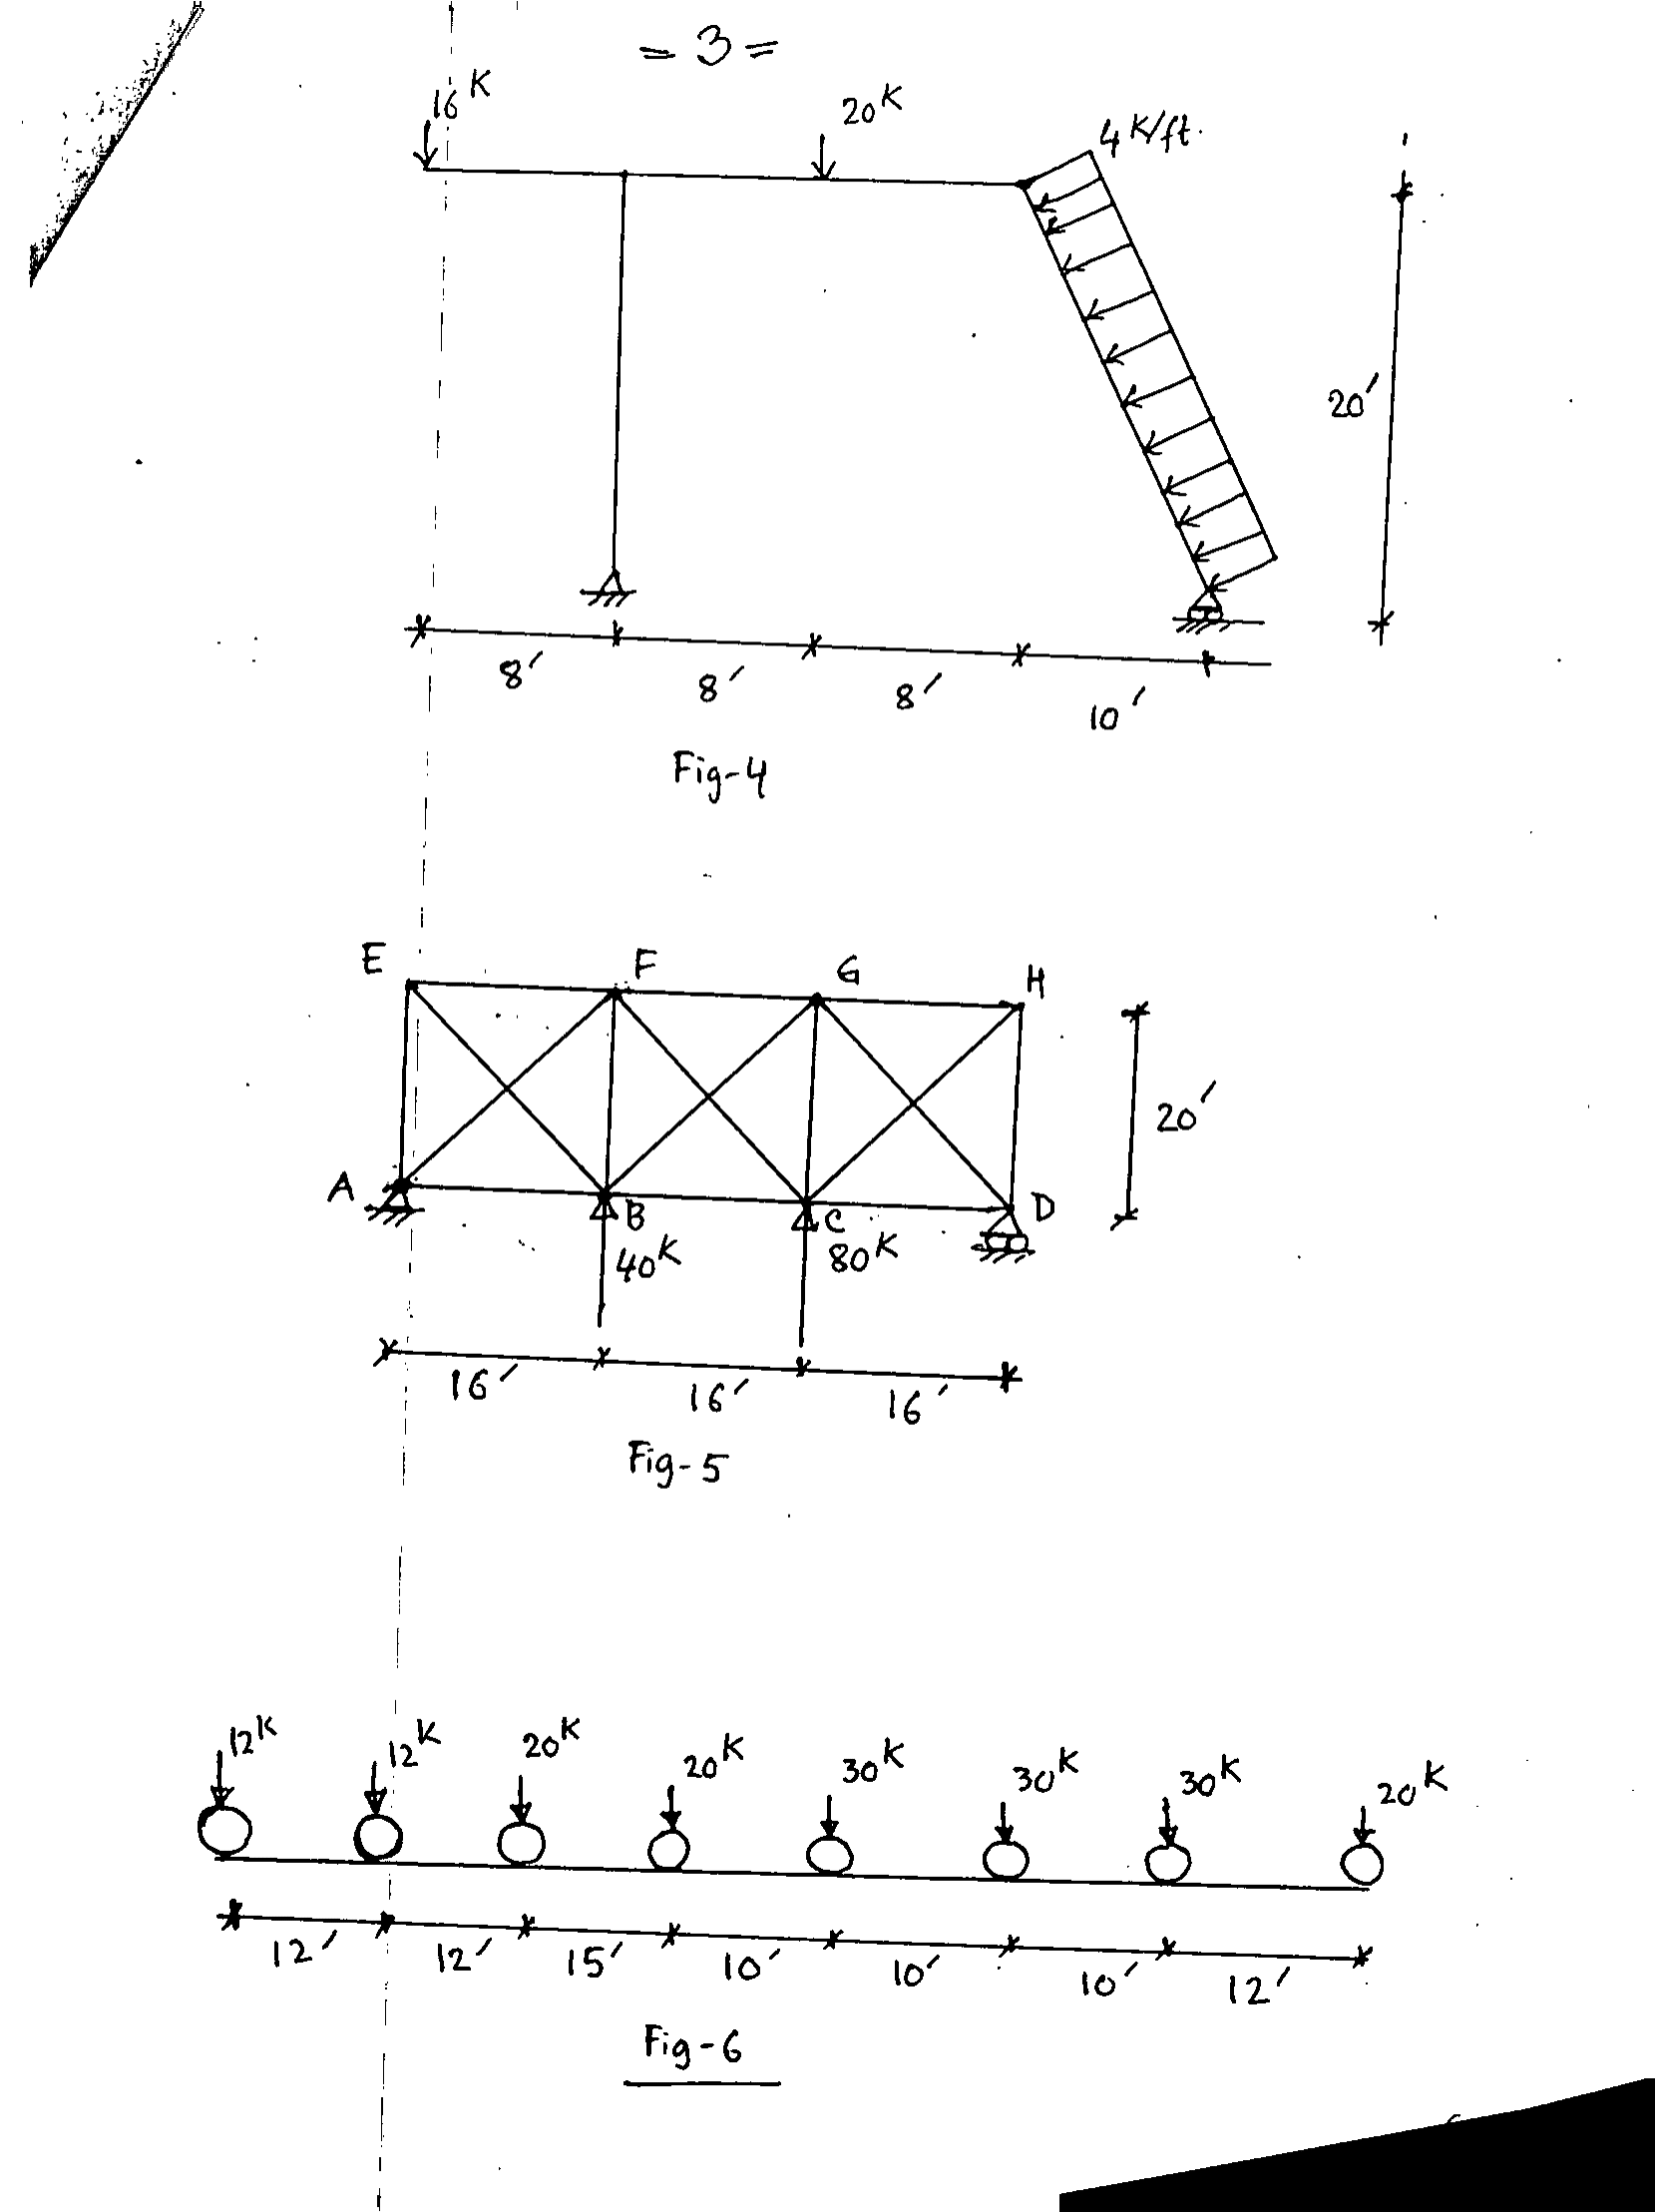 = 3 =
16 K
20 K
4 K/ft.
20'
8' 8' 8' 10'
Fig-4
E F G H
20'
A B C D
40 K 80 K
16' 16' 16'
Fig-5
12 K 12 K 20 K 20 K 30 K 30 K 30 K 20 K
12' 12' 15' 10' 10' 10' 12'
Fig-6